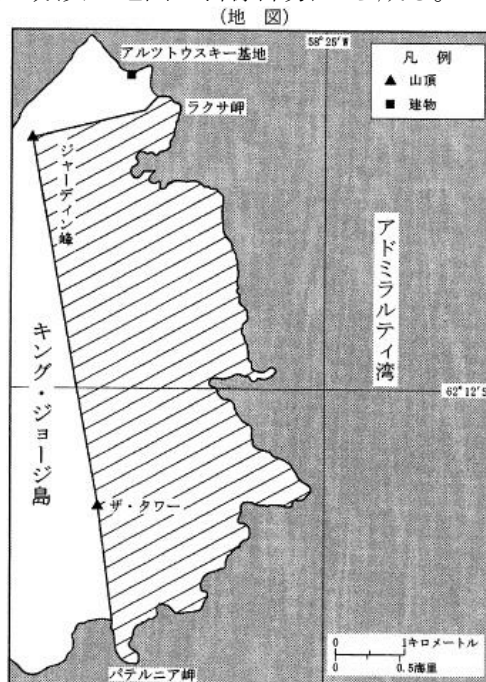 (地 図)
アルツトウスキー基地
58°25′W
凡 例
▲ 山頂
■ 建物
ラクサ岬
ジャーディン峰
アドミラルティ湾
キング・ジョージ島
62°12′S
ザ・タワー
0 1キロメートル
0 0.5海里
パテルニア岬